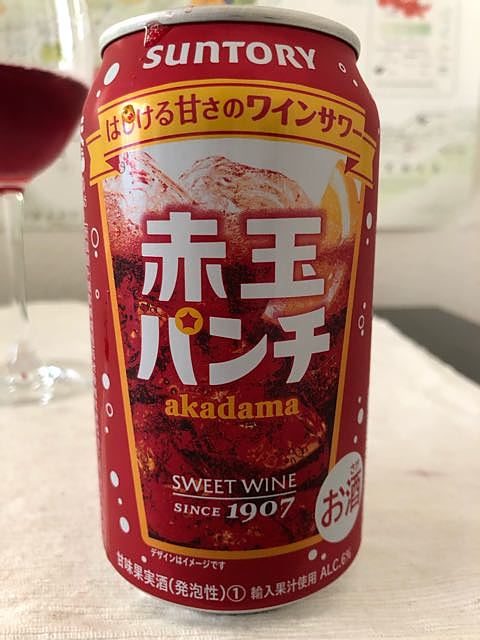 SUNTORY
はじける甘さのワインサワー
赤玉
パンチ
akadama
SWEET WINE
SINCE 1907
さけ
お酒
デザインはイメージです
甘味果実酒(発泡性)① 輸入果汁使用 ALC.6%